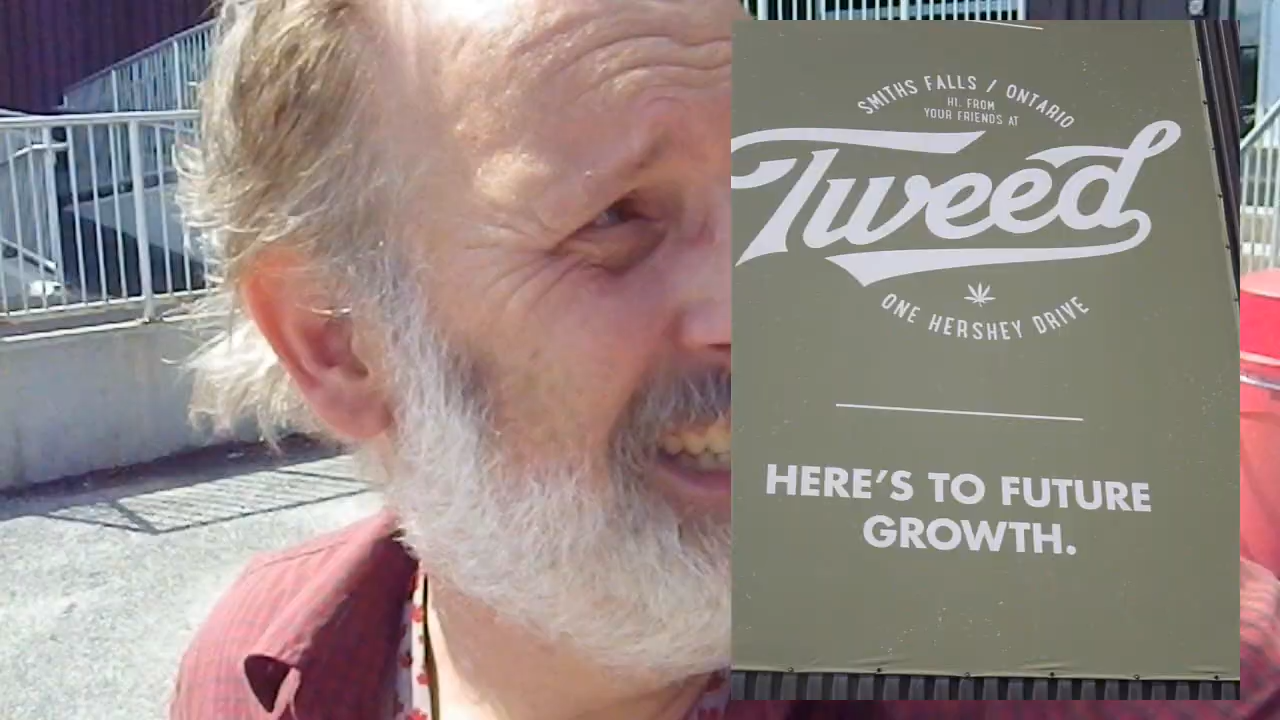 SMITHS FALLS / ONTARIO
HI. FROM
YOUR FRIENDS AT
Tweed
ONE HERSHEY DRIVE
HERE'S TO FUTURE
GROWTH.